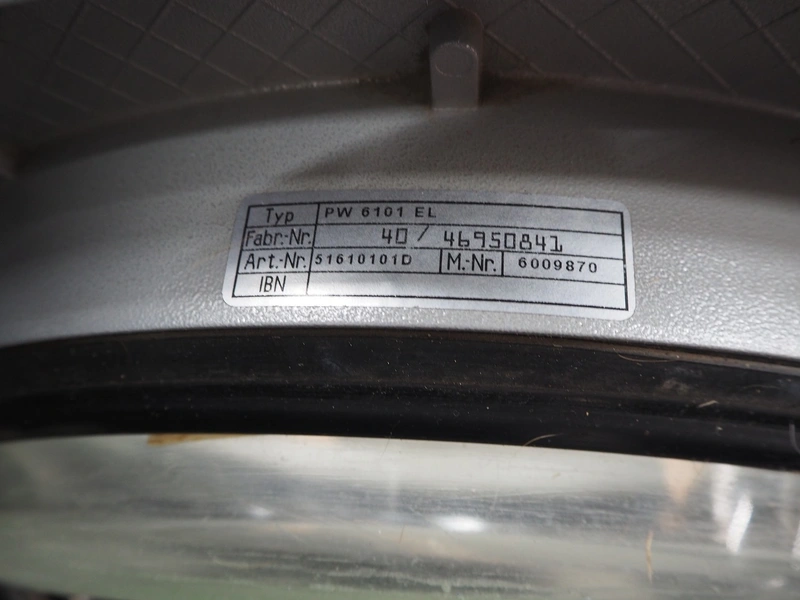 Typ PW 6101 EL
Fabr.-Nr. 40 / 46950841
Art.-Nr. 51610101D M.-Nr. 6009870
IBN